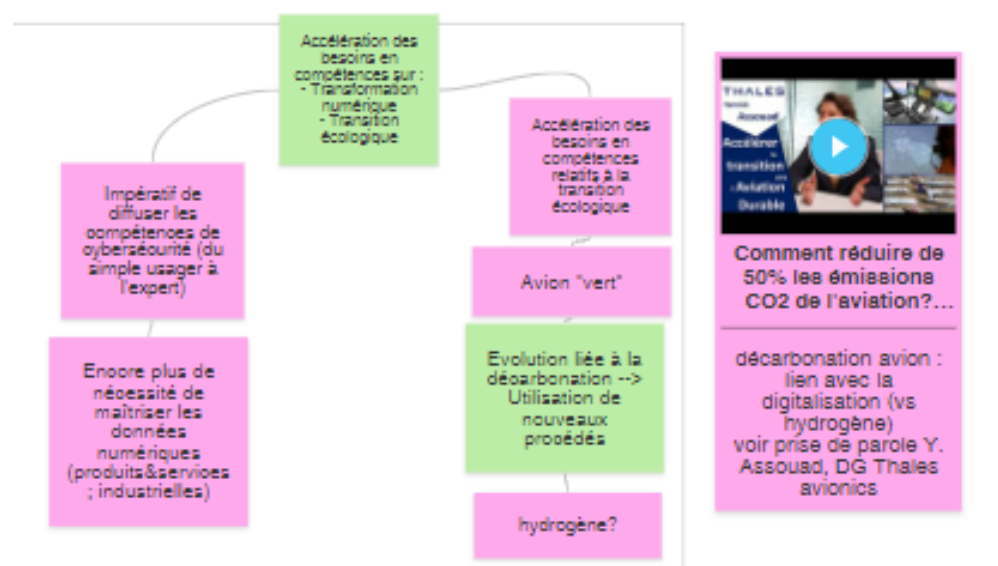 Accélération des
besoins en
compétences sur :
- Transformation
numérique
- Transition
écologique
Impératif de
diffuser les
compétences de
cybersécurité (du
simple usager à
l'expert)
Encore plus de
nécessité de
maîtriser les
données
numériques
(produits&services
; industrielles)
Accélération des
besoins en
compétences
relatifs à la
transition
écologique
Avion "vert"
Evolution liée à la
décarbonation -->
Utilisation de
nouveaux
procédés
hydrogène?
THALES
Assouad
Accélérer
la
transition
Aviation
Durable
Comment réduire de
50% les émissions
CO2 de l'aviation?...
décarbonation avion :
lien avec la
digitalisation (vs
hydrogène)
voir prise de parole Y.
Assouad, DG Thales
avionics